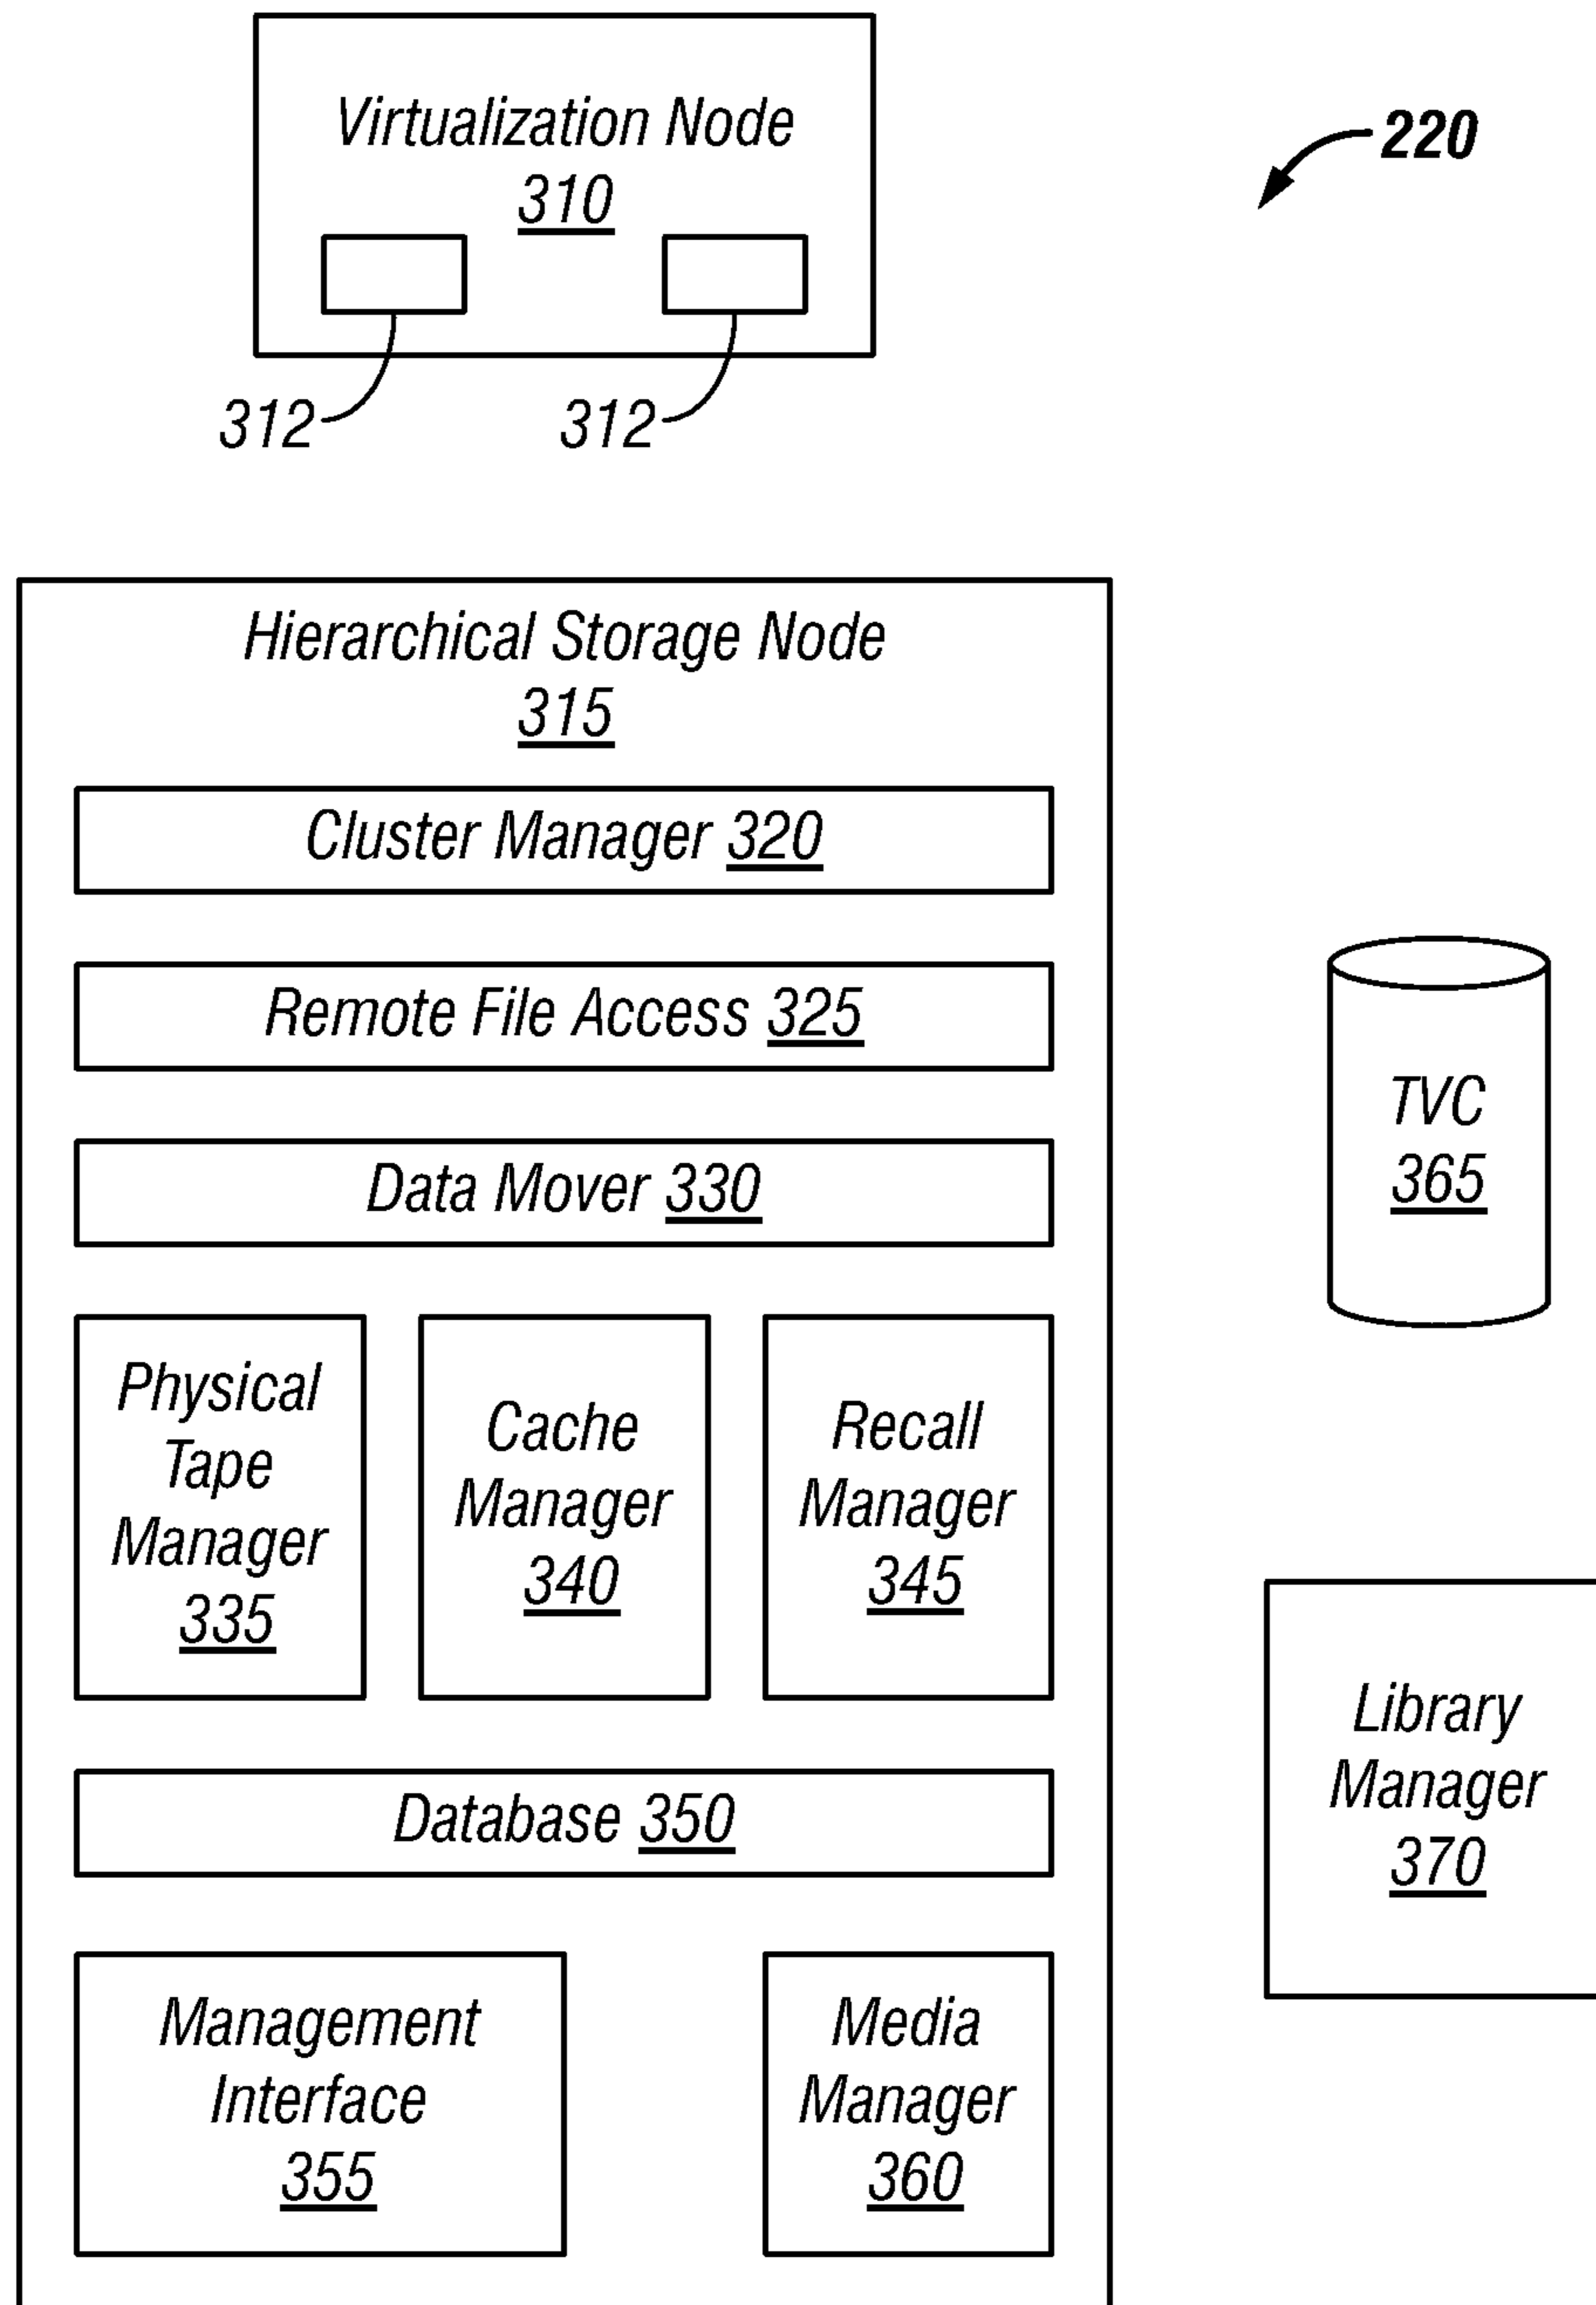 Virtualization Node
310
220
312
312
Hierarchical Storage Node
315
Cluster Manager 320
Remote File Access 325
Data Mover 330
TVC
365
Physical
Tape
Manager
335
Cache
Manager
340
Recall
Manager
345
Library
Manager
370
Database 350
Management
Interface
355
Media
Manager
360